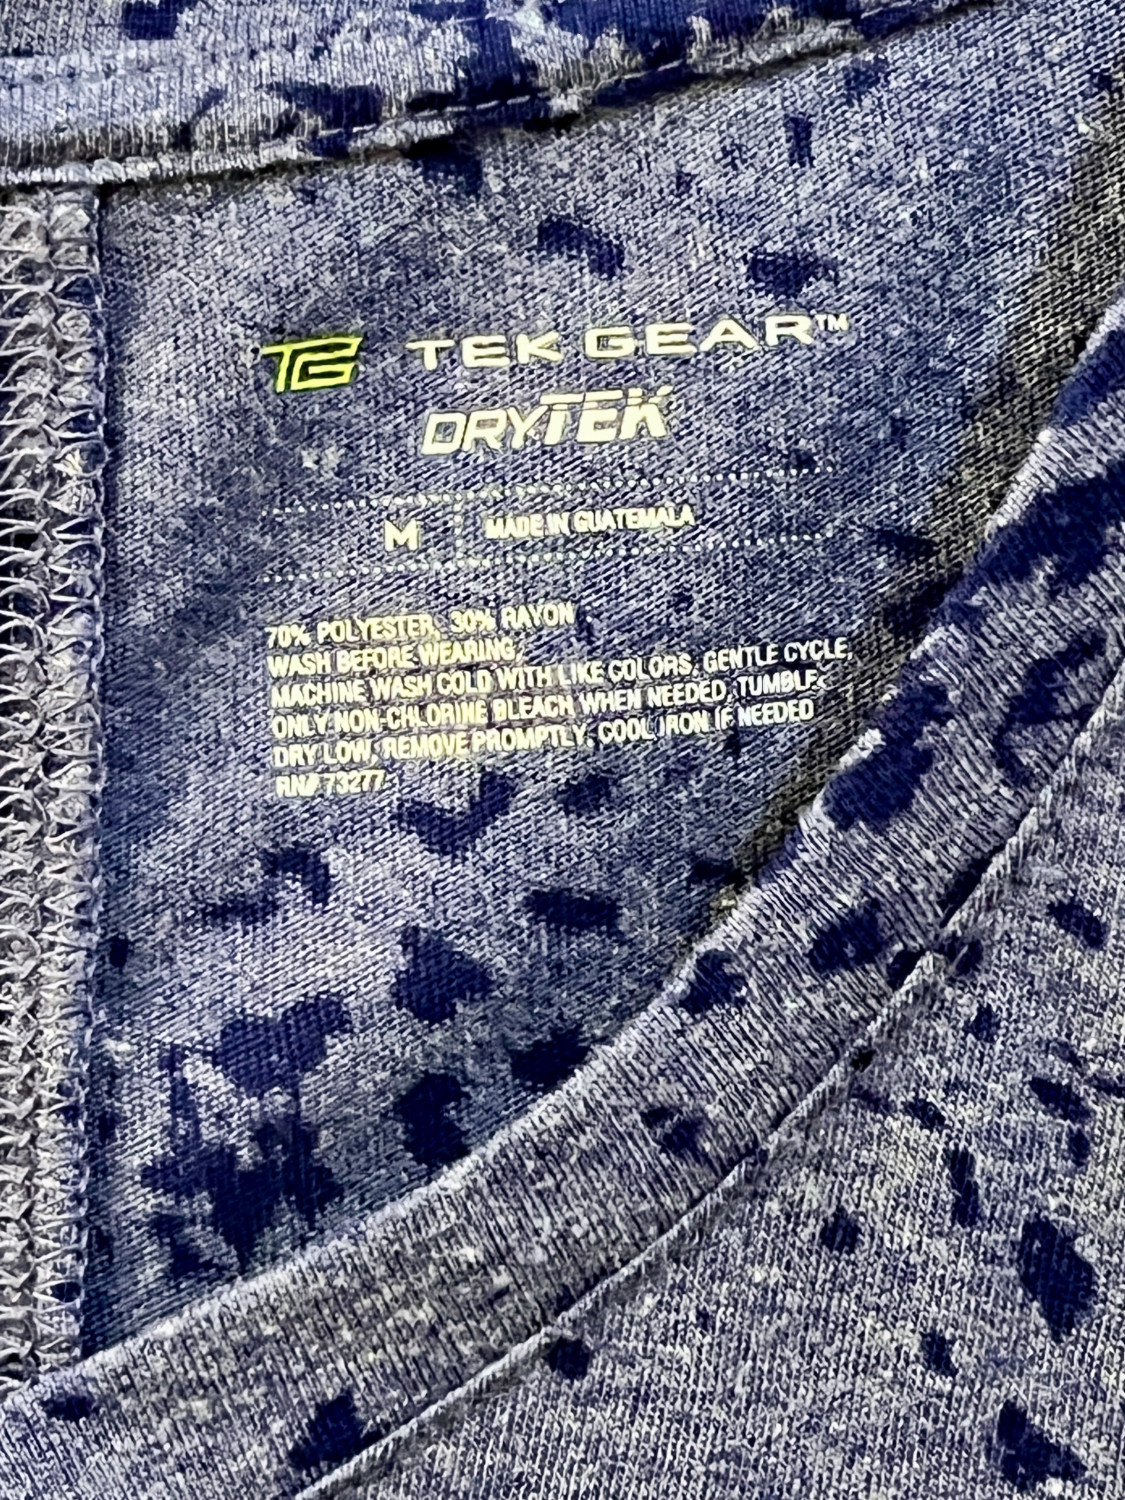 TG TEK GEAR™
DRYTEK
M MADE IN GUATEMALA
70% POLYESTER, 30% RAYON
WASH BEFORE WEARING,
MACHINE WASH COLD WITH LIKE COLORS, GENTLE CYCLE,
ONLY NON-CHLORINE BLEACH WHEN NEEDED, TUMBLE
DRY LOW, REMOVE PROMPTLY, COOL IRON IF NEEDED
RN# 73277